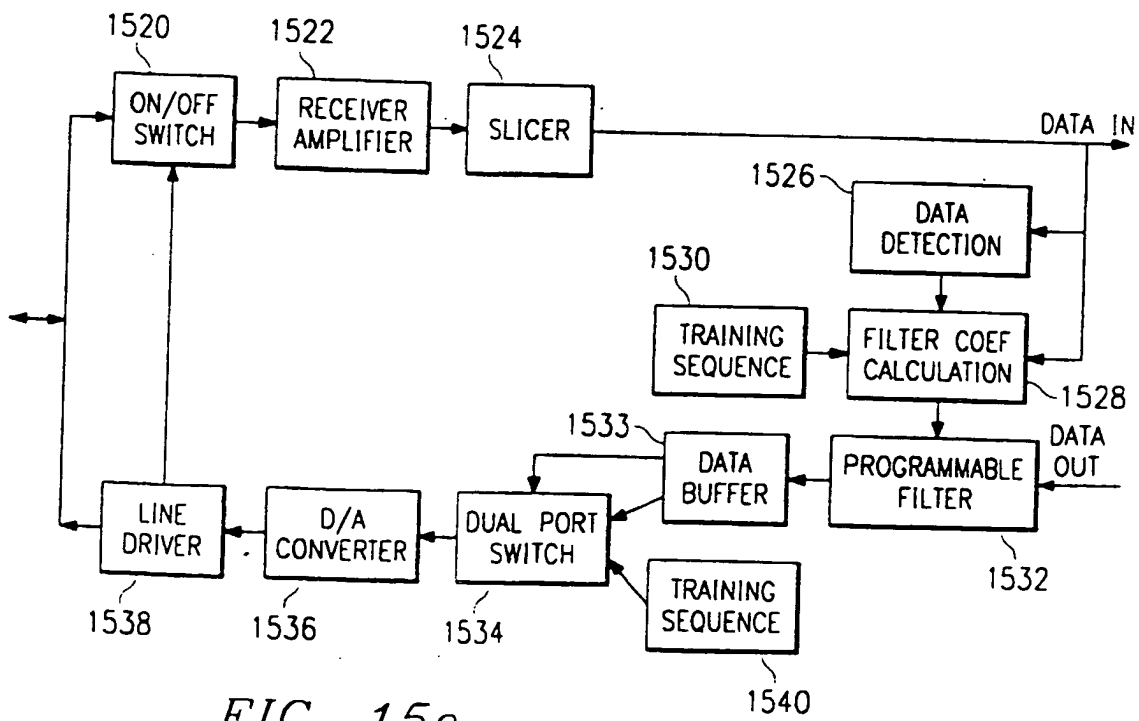 1520
1522
1524
ON/OFF
SWITCH
RECEIVER
AMPLIFIER
SLICER
DATA IN
1526
DATA
DETECTION
1530
TRAINING
SEQUENCE
FILTER COEF
CALCULATION
1528
1533
DATA
BUFFER
PROGRAMMABLE
FILTER
DATA
OUT
LINE
DRIVER
D/A
CONVERTER
DUAL PORT
SWITCH
1532
TRAINING
SEQUENCE
1538
1536
1534
1540